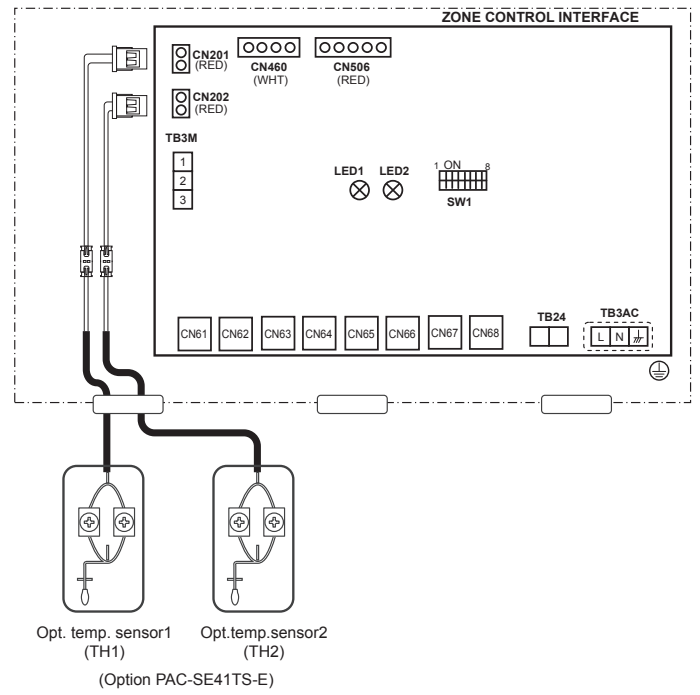 ZONE CONTROL INTERFACE
CN201
(RED)
CN460
(WHT)
CN506
(RED)
CN202
(RED)
TB3M
1
2
3
LED1 LED2
1 ON 8
SW1
CN61 CN62 CN63 CN64 CN65 CN66 CN67 CN68
TB24
TB3AC
L N
Opt. temp. sensor1
(TH1)
Opt.temp.sensor2
(TH2)
(Option PAC-SE41TS-E)